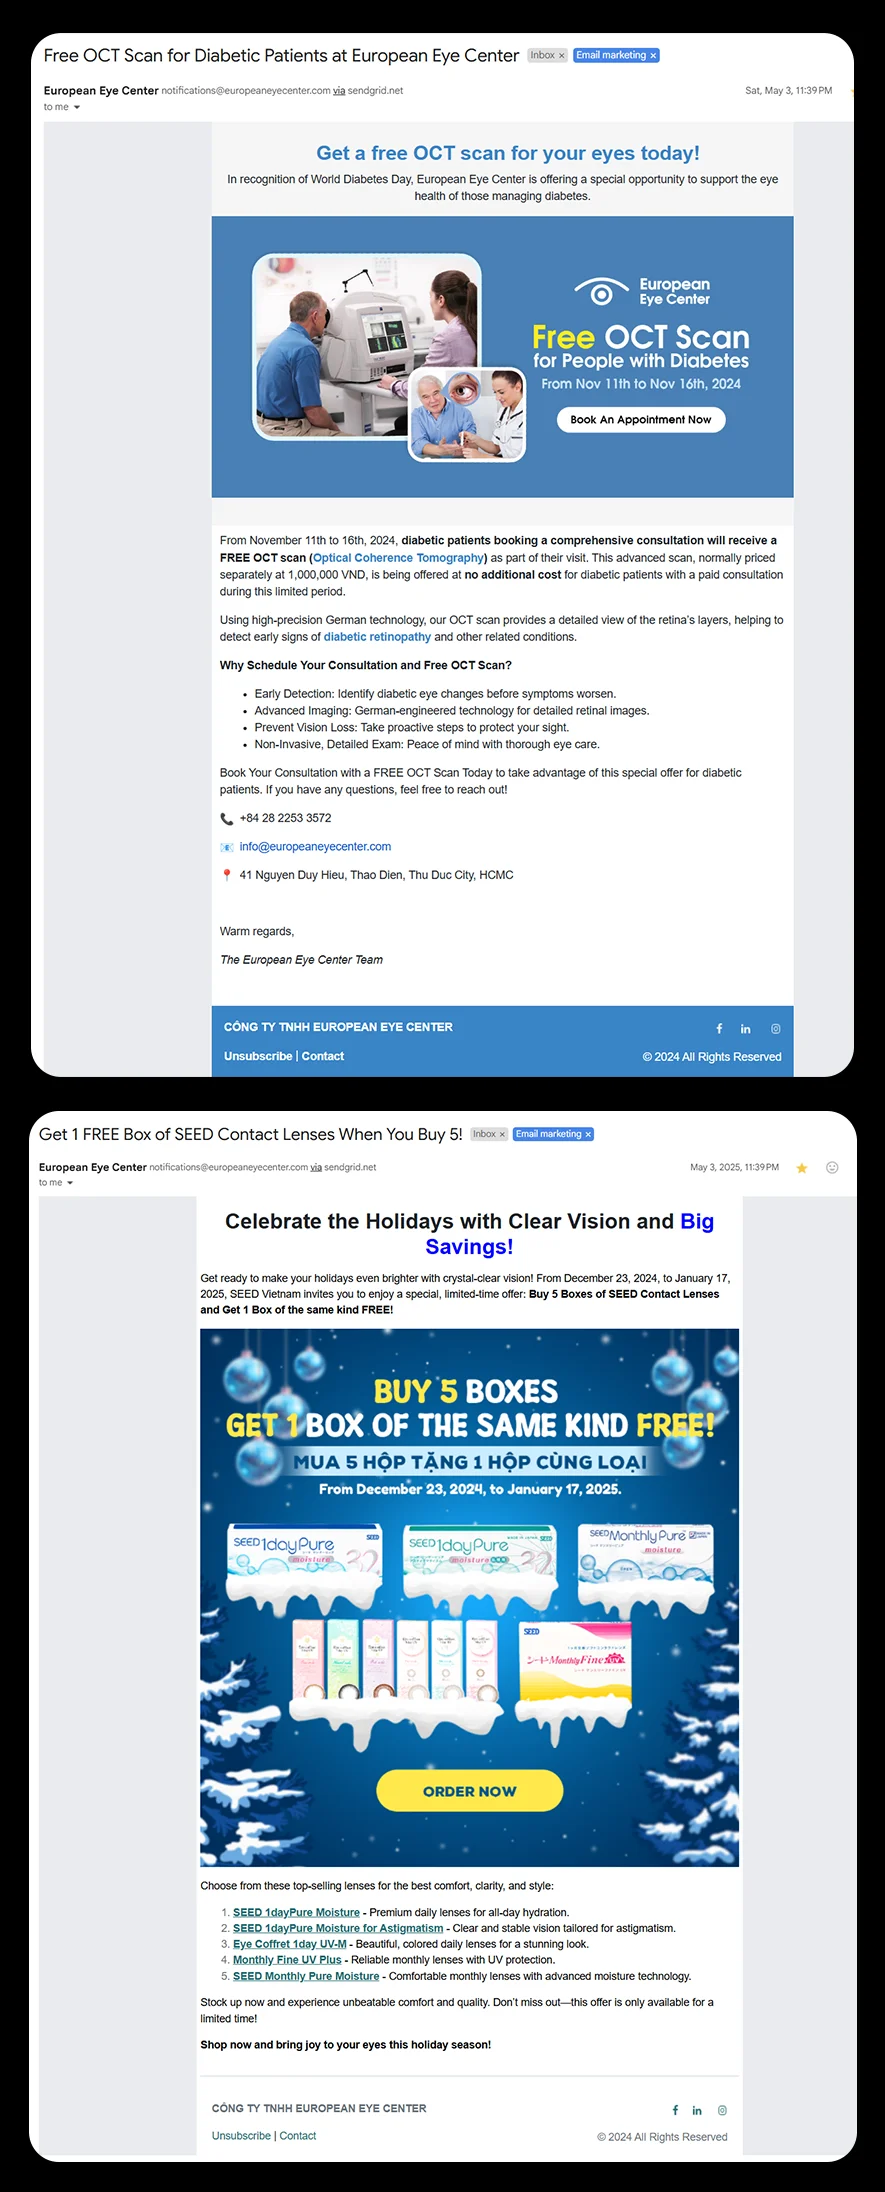 Free OCT Scan for Diabetic Patients at European Eye Center Inbox × Email marketing ×
European Eye Center notifications@europeaneyecenter.com via sendgrid.net Sat, May 3, 11:39 PM
to me
Get a free OCT scan for your eyes today!
In recognition of World Diabetes Day, European Eye Center is offering a special opportunity to support the eye
health of those managing diabetes.
European
Eye Center
Free OCT Scan
for People with Diabetes
From Nov 11th to Nov 16th, 2024
Book An Appointment Now
From November 11th to 16th, 2024, diabetic patients booking a comprehensive consultation will receive a
FREE OCT scan (Optical Coherence Tomography) as part of their visit. This advanced scan, normally priced
separately at 1,000,000 VND, is being offered at no additional cost for diabetic patients with a paid consultation
during this limited period.
Using high-precision German technology, our OCT scan provides a detailed view of the retina's layers, helping to
detect early signs of diabetic retinopathy and other related conditions.
Why Schedule Your Consultation and Free OCT Scan?
• Early Detection: Identify diabetic eye changes before symptoms worsen.
• Advanced Imaging: German-engineered technology for detailed retinal images.
• Prevent Vision Loss: Take proactive steps to protect your sight.
• Non-Invasive, Detailed Exam: Peace of mind with thorough eye care.
Book Your Consultation with a FREE OCT Scan Today to take advantage of this special offer for diabetic
patients. If you have any questions, feel free to reach out!
+84 28 2253 3572
info@europeaneyecenter.com
41 Nguyen Duy Hieu, Thao Dien, Thu Duc City, HCMC
Warm regards,
The European Eye Center Team
CÔNG TY TNHH EUROPEAN EYE CENTER
Unsubscribe | Contact © 2024 All Rights Reserved
Get 1 FREE Box of SEED Contact Lenses When You Buy 5! Inbox × Email marketing ×
European Eye Center notifications@europeaneyecenter.com via sendgrid.net May 3, 2025, 11:39 PM
to me
Celebrate the Holidays with Clear Vision and Big
Savings!
Get ready to make your holidays even brighter with crystal-clear vision! From December 23, 2024, to January 17,
2025, SEED Vietnam invites you to enjoy a special, limited-time offer: Buy 5 Boxes of SEED Contact Lenses
and Get 1 Box of the same kind FREE!
BUY 5 BOXES
GET 1 BOX OF THE SAME KIND FREE!
MUA 5 HỘP TẶNG 1 HỘP CÙNG LOẠI
From December 23, 2024, to January 17, 2025.
SEED 1dayPure moisture 32 SEED
SEED 1dayPure moisture SEED
SEED MonthlyPure moisture
SEED
シード MonthlyFine UV
ORDER NOW
Choose from these top-selling lenses for the best comfort, clarity, and style:
1. SEED 1dayPure Moisture - Premium daily lenses for all-day hydration.
2. SEED 1dayPure Moisture for Astigmatism - Clear and stable vision tailored for astigmatism.
3. Eye Coffret 1day UV-M - Beautiful, colored daily lenses for a stunning look.
4. Monthly Fine UV Plus - Reliable monthly lenses with UV protection.
5. SEED Monthly Pure Moisture - Comfortable monthly lenses with advanced moisture technology.
Stock up now and experience unbeatable comfort and quality. Don't miss out—this offer is only available for a
limited time!
Shop now and bring joy to your eyes this holiday season!
CÔNG TY TNHH EUROPEAN EYE CENTER
Unsubscribe | Contact © 2024 All Rights Reserved